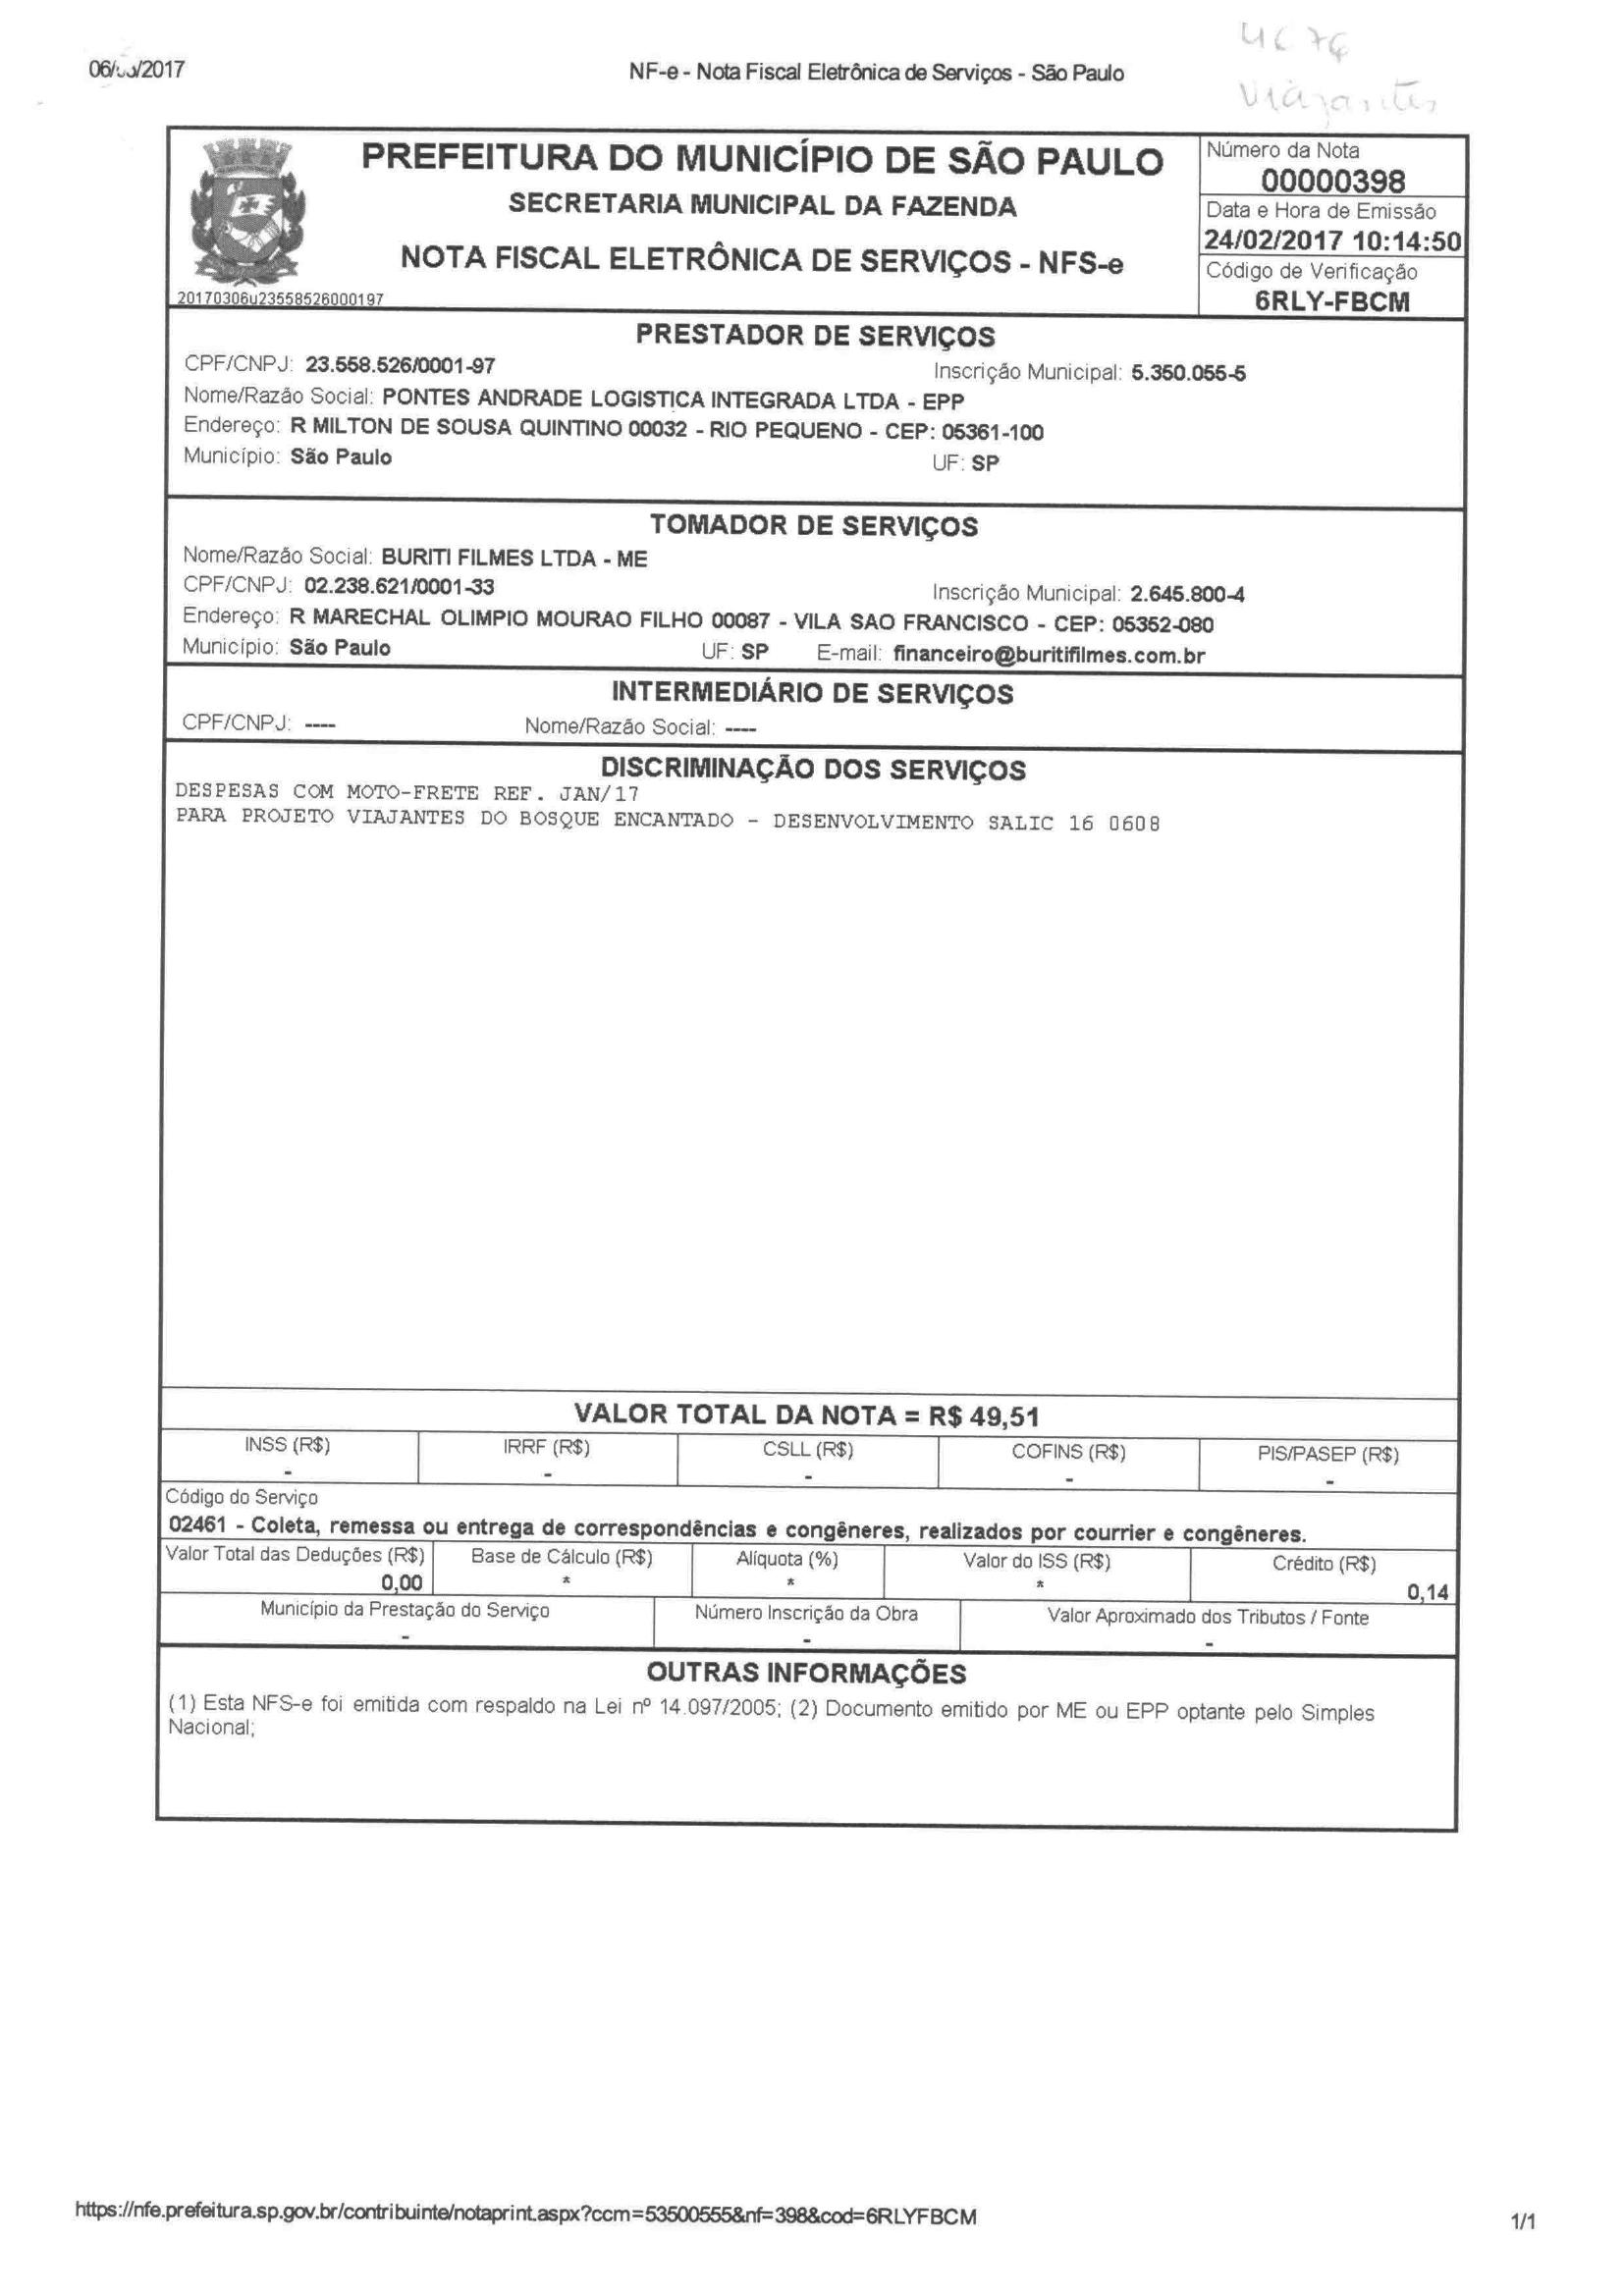 06/03/2017
NF-e - Nota Fiscal Eletrônica de Serviços - São Paulo
Viajantes
PREFEITURA DO MUNICÍPIO DE SÃO PAULO
SECRETARIA MUNICIPAL DA FAZENDA
NOTA FISCAL ELETRÔNICA DE SERVIÇOS - NFS-e
20170306u23558526000197
Número da Nota
00000398
Data e Hora de Emissão
24/02/2017 10:14:50
Código de Verificação
6RLY-FBCM
PRESTADOR DE SERVIÇOS
CPF/CNPJ: 23.558.526/0001-97 Inscrição Municipal: 5.350.055-5
Nome/Razão Social: PONTES ANDRADE LOGISTICA INTEGRADA LTDA - EPP
Endereço: R MILTON DE SOUSA QUINTINO 00032 - RIO PEQUENO - CEP: 05361-100
Município: São Paulo UF: SP
TOMADOR DE SERVIÇOS
Nome/Razão Social: BURITI FILMES LTDA - ME
CPF/CNPJ: 02.238.621/0001-33 Inscrição Municipal: 2.645.800-4
Endereço: R MARECHAL OLIMPIO MOURAO FILHO 00087 - VILA SAO FRANCISCO - CEP: 05352-080
Município: São Paulo UF: SP E-mail: financeiro@buritifilmes.com.br
INTERMEDIÁRIO DE SERVIÇOS
CPF/CNPJ: ---- Nome/Razão Social: ----
DISCRIMINAÇÃO DOS SERVIÇOS
DESPESAS COM MOTO-FRETE REF. JAN/17
PARA PROJETO VIAJANTES DO BOSQUE ENCANTADO - DESENVOLVIMENTO SALIC 16 0608
VALOR TOTAL DA NOTA = R$ 49,51
INSS (R$) IRRF (R$) CSLL (R$) COFINS (R$) PIS/PASEP (R$)
- - - - -
Código do Serviço
02461 - Coleta, remessa ou entrega de correspondências e congêneres, realizados por courrier e congêneres.
Valor Total das Deduções (R$) Base de Cálculo (R$) Alíquota (%) Valor do ISS (R$) Crédito (R$)
0,00 * * * 0,14
Município da Prestação do Serviço Número Inscrição da Obra Valor Aproximado dos Tributos / Fonte
- - -
OUTRAS INFORMAÇÕES
(1) Esta NFS-e foi emitida com respaldo na Lei nº 14.097/2005; (2) Documento emitido por ME ou EPP optante pelo Simples
Nacional;
https://nfe.prefeitura.sp.gov.br/contribuinte/notaprint.aspx?ccm=53500555&nf=398&cod=6RLYFBCM
1/1